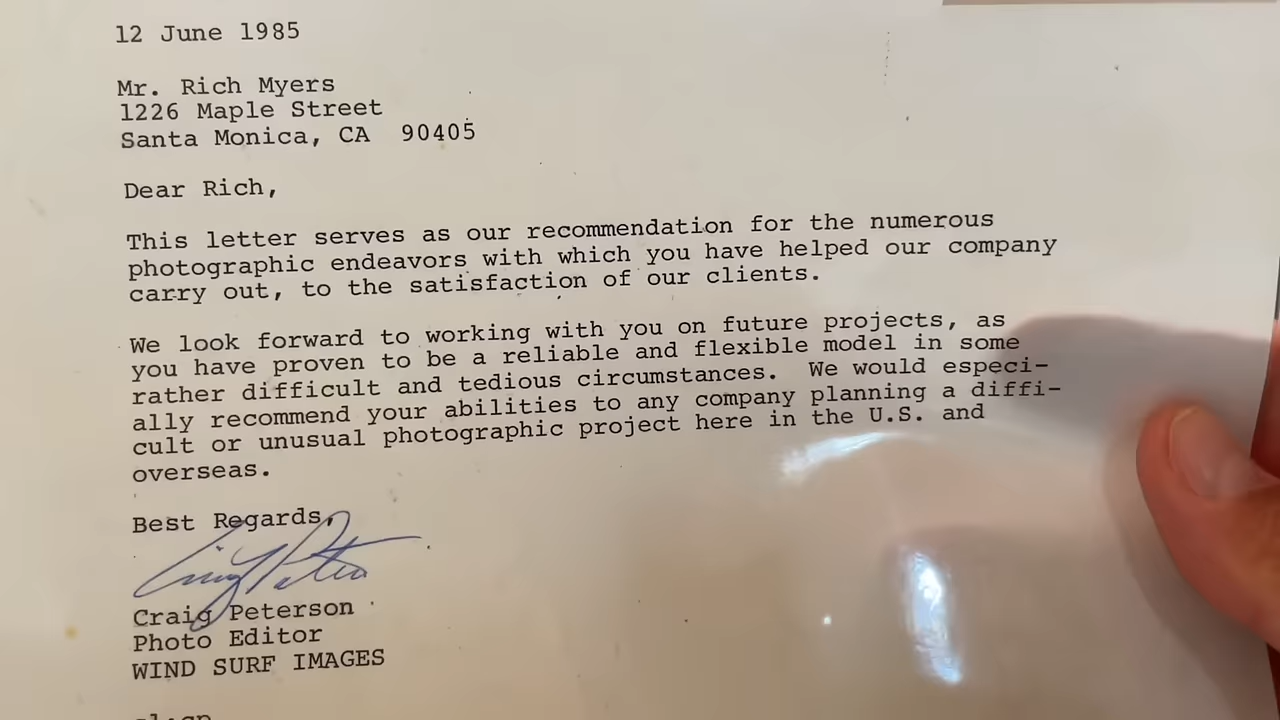 12 June 1985
Mr. Rich Myers
1226 Maple Street
Santa Monica, CA 90405
Dear Rich,
This letter serves as our recommendation for the numerous
photographic endeavors with which you have helped our company
carry out, to the satisfaction of our clients.
We look forward to working with you on future projects, as
you have proven to be a reliable and flexible model in some
rather difficult and tedious circumstances. We would especi-
ally recommend your abilities to any company planning a diffi-
cult or unusual photographic project here in the U.S. and
overseas.
Best Regards,
Craig Peterson
Photo Editor
WIND SURF IMAGES